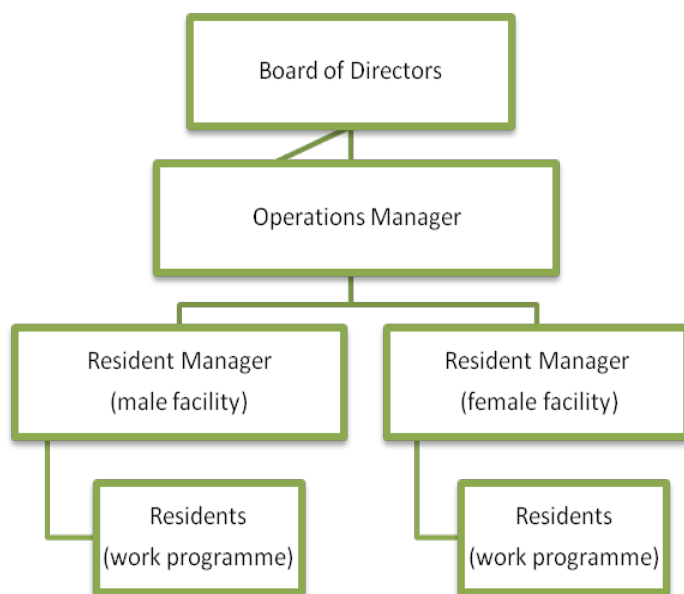 Board of Directors
Operations Manager
Resident Manager
(male facility)
Resident Manager
(female facility)
Residents
(work programme)
Residents
(work programme)